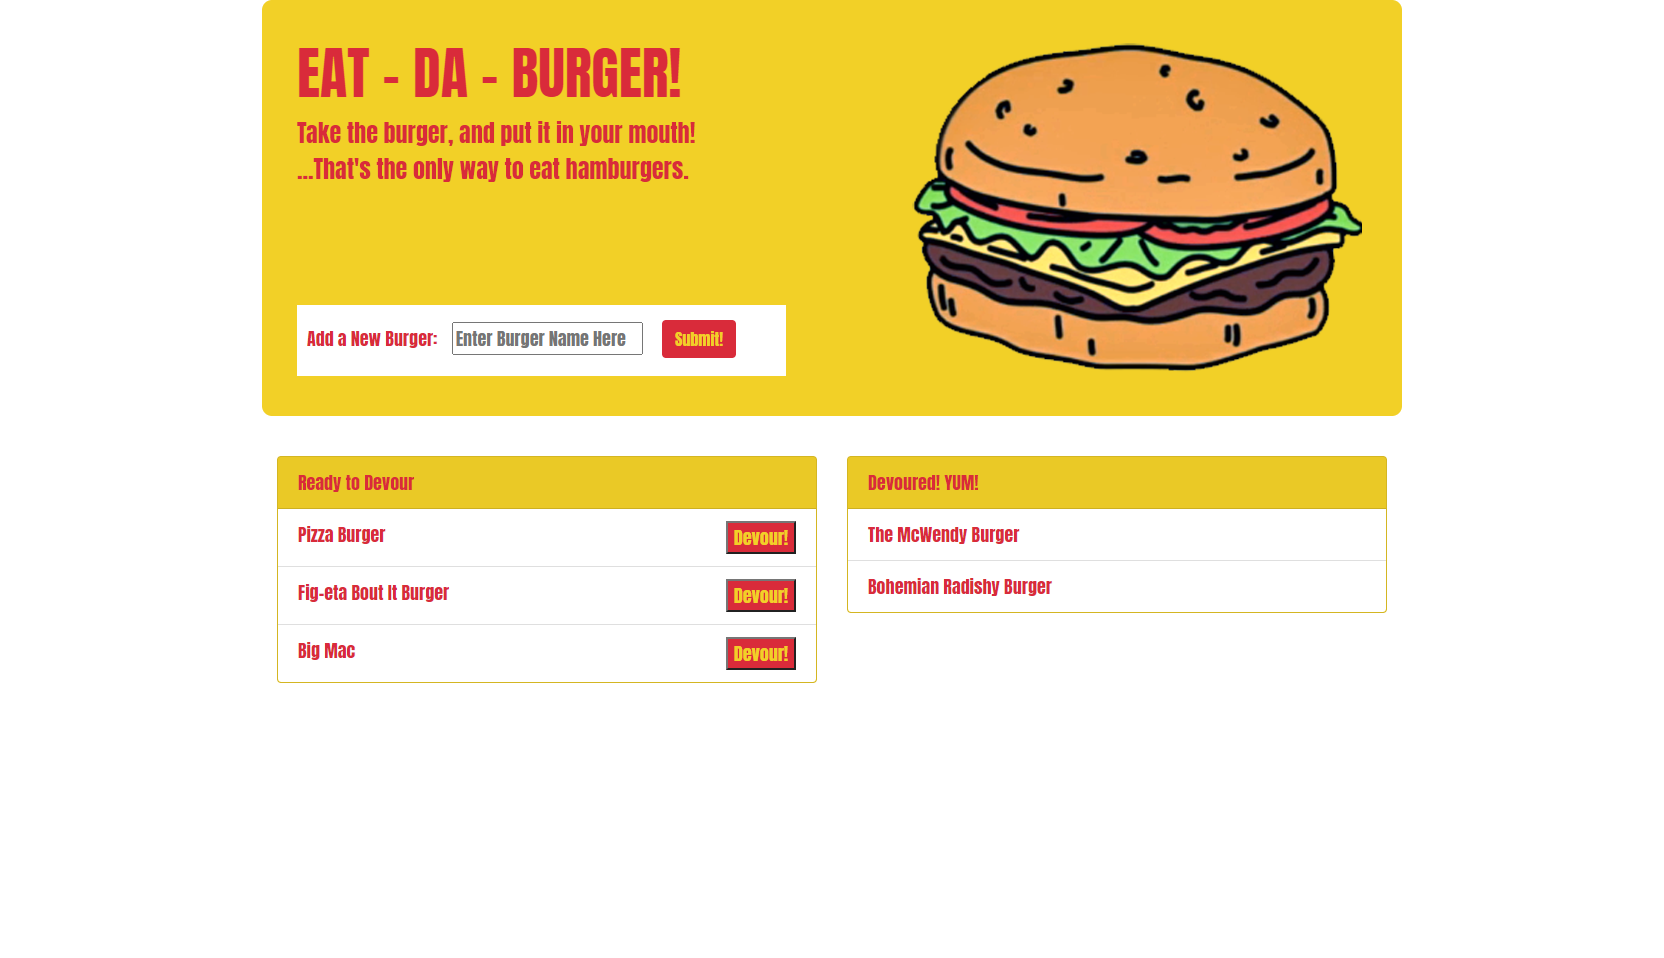 EAT - DA - BURGER!
Take the burger, and put it in your mouth!
...That's the only way to eat hamburgers.
Add a New Burger: Enter Burger Name Here Submit!
Ready to Devour
Pizza Burger Devour!
Fig-eta Bout It Burger Devour!
Big Mac Devour!
Devoured! YUM!
The McWendy Burger
Bohemian Radishy Burger